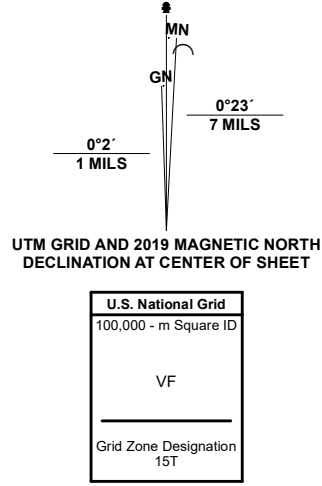 MN
GN
0°23´
7 MILS
0°2´
1 MILS
UTM GRID AND 2019 MAGNETIC NORTH
DECLINATION AT CENTER OF SHEET
U.S. National Grid
100,000 - m Square ID
VF
Grid Zone Designation
15T